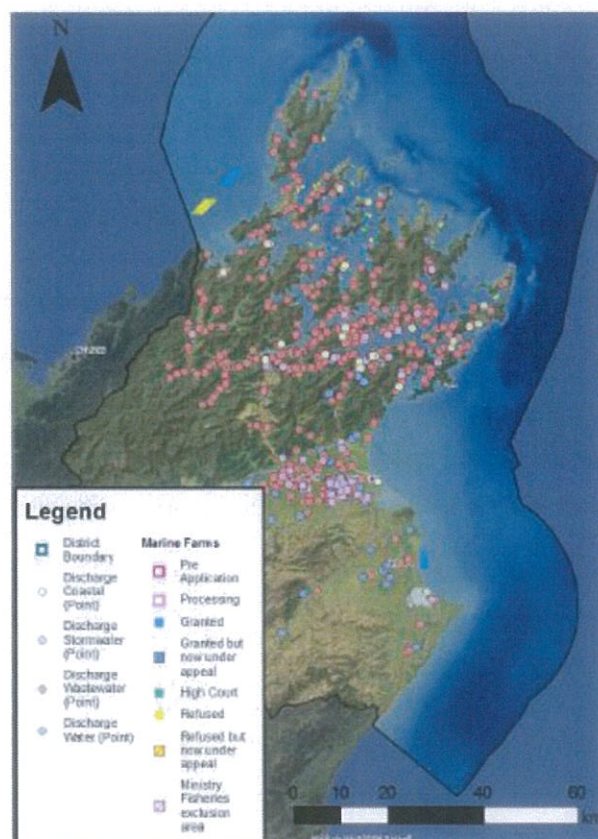 N
Legend
District
Boundary
Discharge
Coastal
(Point)
Discharge
Stormwater
(Point)
Discharge
Wastewater
(Point)
Discharge
Water (Point)
Marine Farms
Pre
Application
Processing
Granted
Granted but
now under
appeal
High Court
Refused
Refused but
now under
appeal
Ministry
Fisheries
exclusion
area
0 10 20 40 60
km